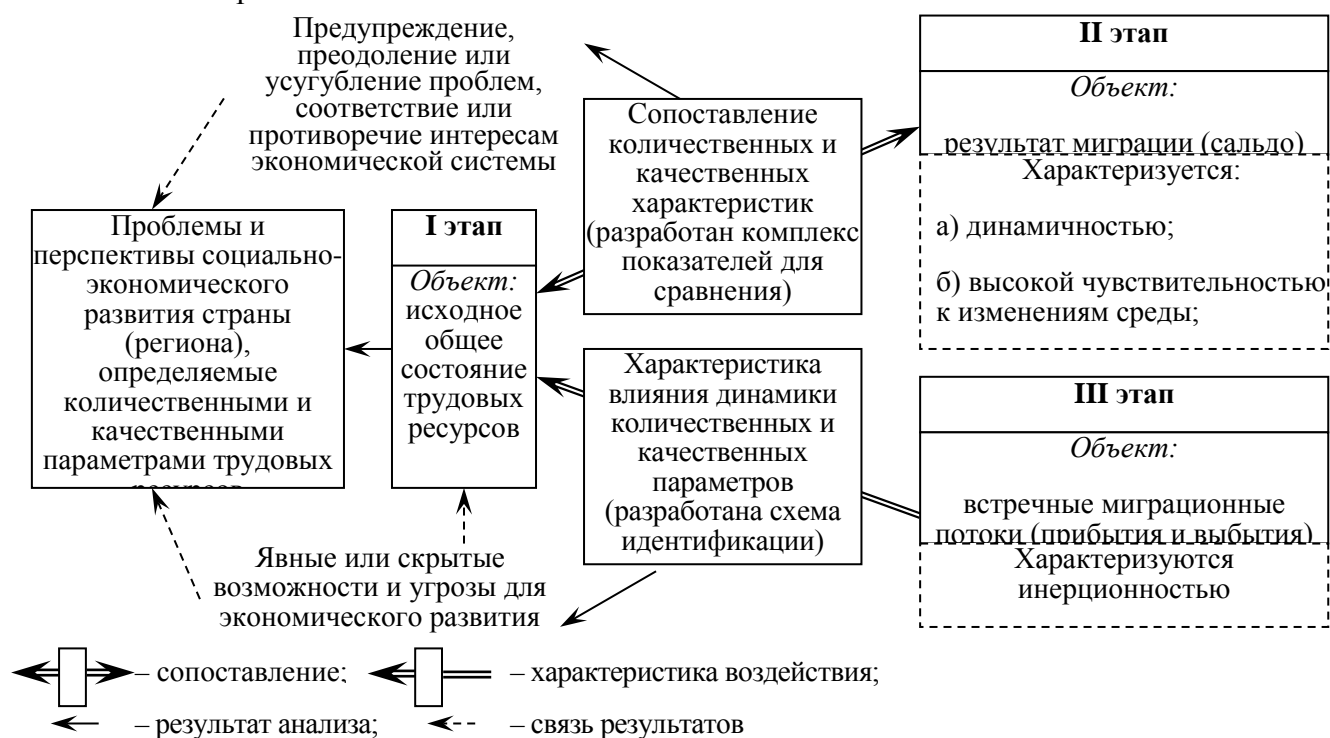 Предупреждение,
преодоление или
усугубление проблем,
соответствие или
противоречие интересам
экономической системы
II этап
Объект:
результат миграции (сальдо)
Характеризуется:
а) динамичностью;
б) высокой чувствительностью
к изменениям среды;
Сопоставление
количественных и
качественных
характеристик
(разработан комплекс
показателей для
сравнения)
Проблемы и
перспективы социально-
экономического
развития страны
(региона),
определяемые
количественными и
качественными
параметрами трудовых
ресурсов
I этап
Объект:
исходное
общее
состояние
трудовых
ресурсов
Характеристика
влияния динамики
количественных и
качественных
параметров
(разработана схема
идентификации)
III этап
Объект:
встречные миграционные
потоки (прибытия и выбытия)
Характеризуются
инерционностью
Явные или скрытые
возможности и угрозы для
экономического развития
– сопоставление;
– характеристика воздействия;
– результат анализа;
– связь результатов